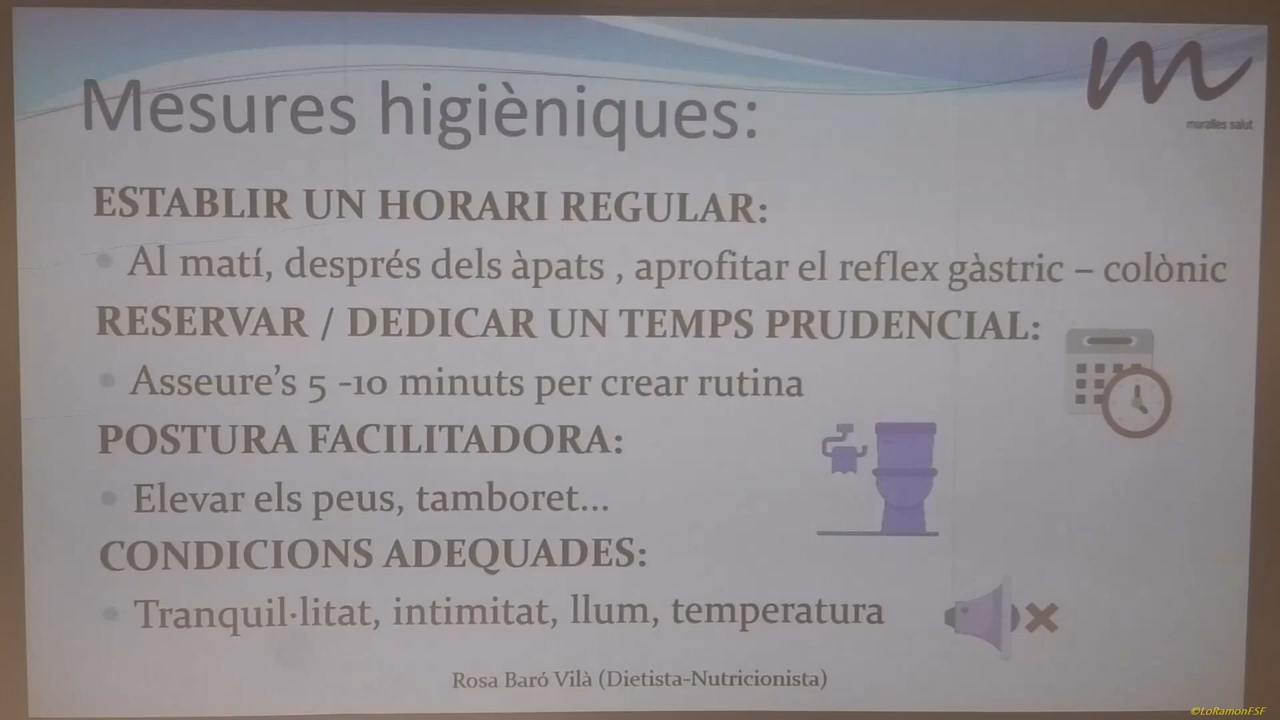 Mesures higièniques:
muralles salut
ESTABLIR UN HORARI REGULAR:
Al matí, després dels àpats , aprofitar el reflex gàstric – colònic
RESERVAR / DEDICAR UN TEMPS PRUDENCIAL:
Asseure’s 5 -10 minuts per crear rutina
POSTURA FACILITADORA:
Elevar els peus, tamboret...
CONDICIONS ADEQUADES:
Tranquil·litat, intimitat, llum, temperatura
Rosa Baró Vilà (Dietista-Nutricionista)
©LoRamonFSF